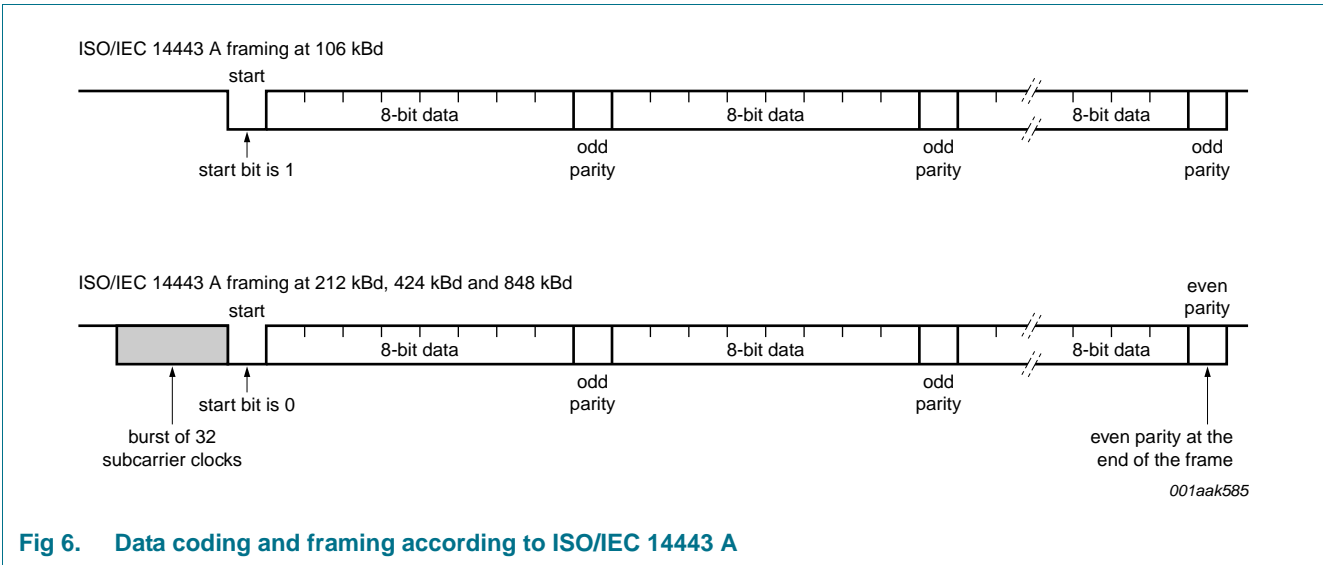 ISO/IEC 14443 A framing at 106 kBd
start
8-bit data
8-bit data
8-bit data
start bit is 1
odd
parity
odd
parity
odd
parity
ISO/IEC 14443 A framing at 212 kBd, 424 kBd and 848 kBd
start
even
parity
8-bit data
8-bit data
8-bit data
start bit is 0
odd
parity
odd
parity
burst of 32
subcarrier clocks
even parity at the
end of the frame
001aak585
Fig 6. Data coding and framing according to ISO/IEC 14443 A